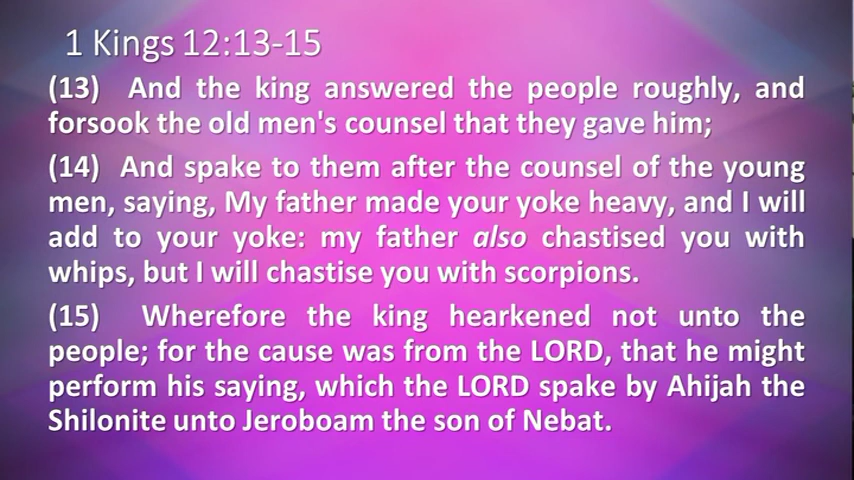 1 Kings 12:13-15
(13) And the king answered the people roughly, and
forsook the old men's counsel that they gave him;
(14) And spake to them after the counsel of the young
men, saying, My father made your yoke heavy, and I will
add to your yoke: my father also chastised you with
whips, but I will chastise you with scorpions.
(15) Wherefore the king hearkened not unto the
people; for the cause was from the LORD, that he might
perform his saying, which the LORD spake by Ahijah the
Shilonite unto Jeroboam the son of Nebat.